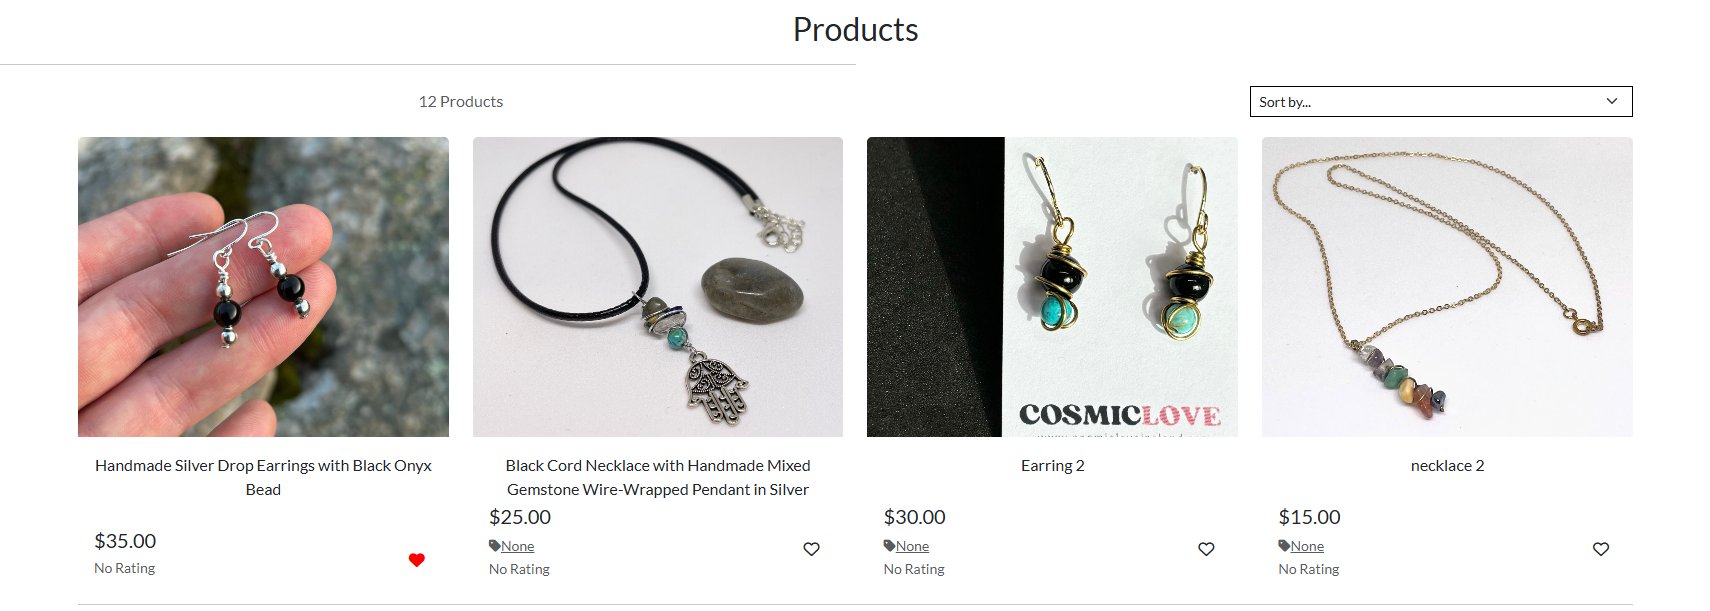 Products
12 Products
Sort by...
COSMICLOVE
Handmade Silver Drop Earrings with Black Onyx
Bead
$35.00
No Rating
Black Cord Necklace with Handmade Mixed
Gemstone Wire-Wrapped Pendant in Silver
$25.00
None
No Rating
Earring 2
$30.00
None
No Rating
necklace 2
$15.00
None
No Rating